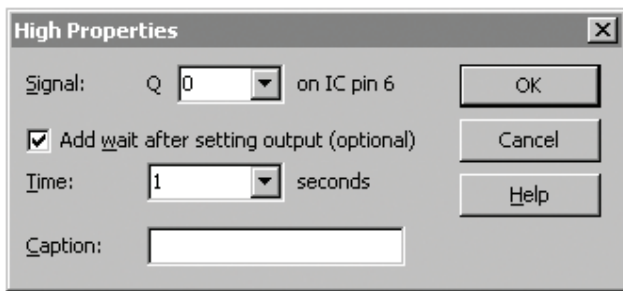 High Properties
Signal: Q 0 on IC pin 6
OK
Add wait after setting output (optional)
Cancel
Time: 1 seconds
Help
Caption: